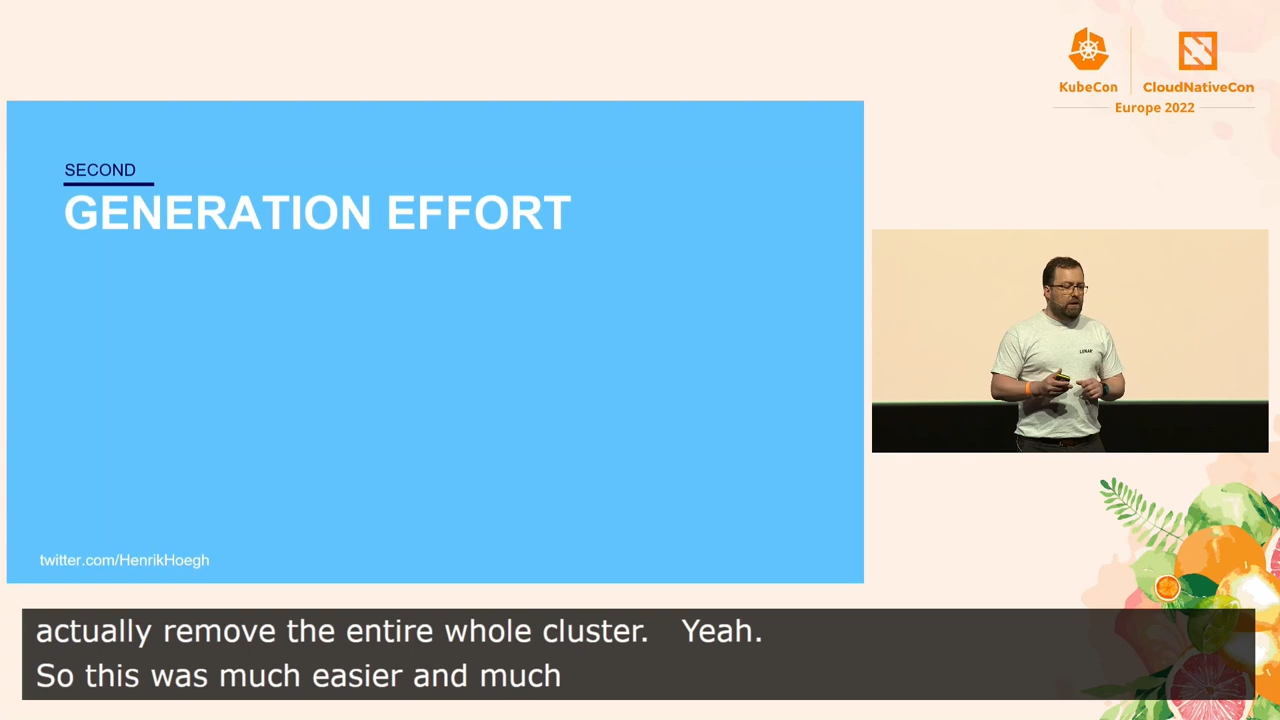 KubeCon
CloudNativeCon
Europe 2022
SECOND
GENERATION EFFORT
twitter.com/HenrikHoegh
LUNAR
actually remove the entire whole cluster. Yeah.
So this was much easier and much